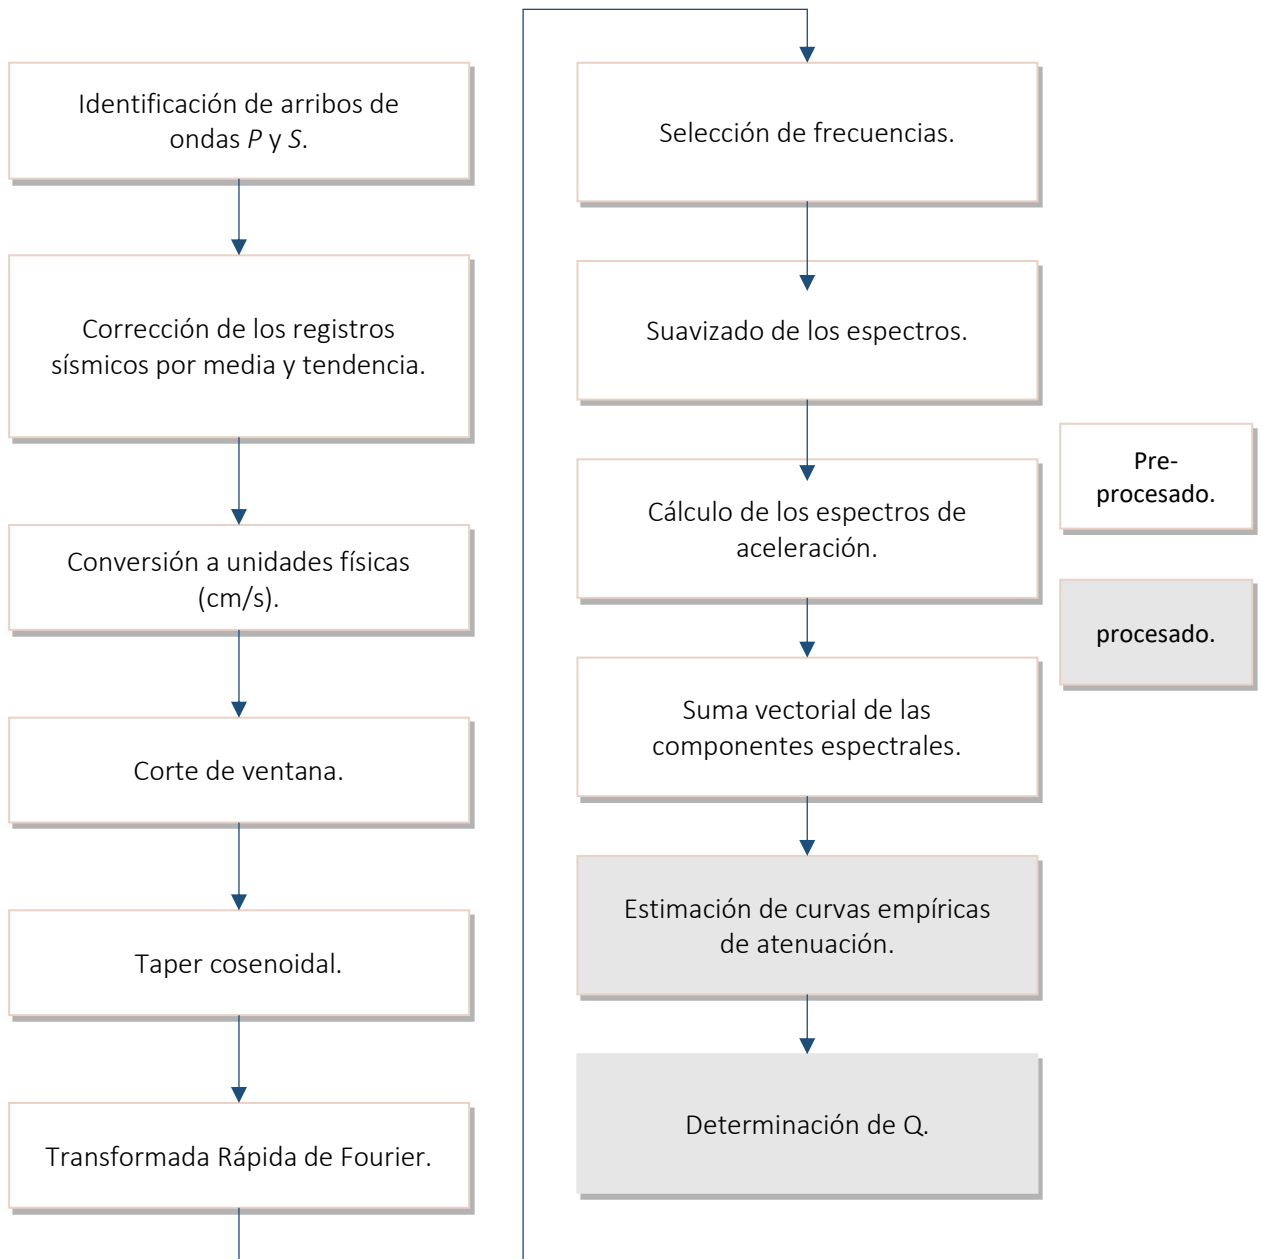 Identificación de arribos de
ondas P y S.
Corrección de los registros
sísmicos por media y tendencia.
Conversión a unidades físicas
(cm/s).
Corte de ventana.
Taper cosenoidal.
Transformada Rápida de Fourier.
Selección de frecuencias.
Suavizado de los espectros.
Cálculo de los espectros de
aceleración.
Suma vectorial de las
componentes espectrales.
Estimación de curvas empíricas
de atenuación.
Determinación de Q.
Pre-
procesado.
procesado.